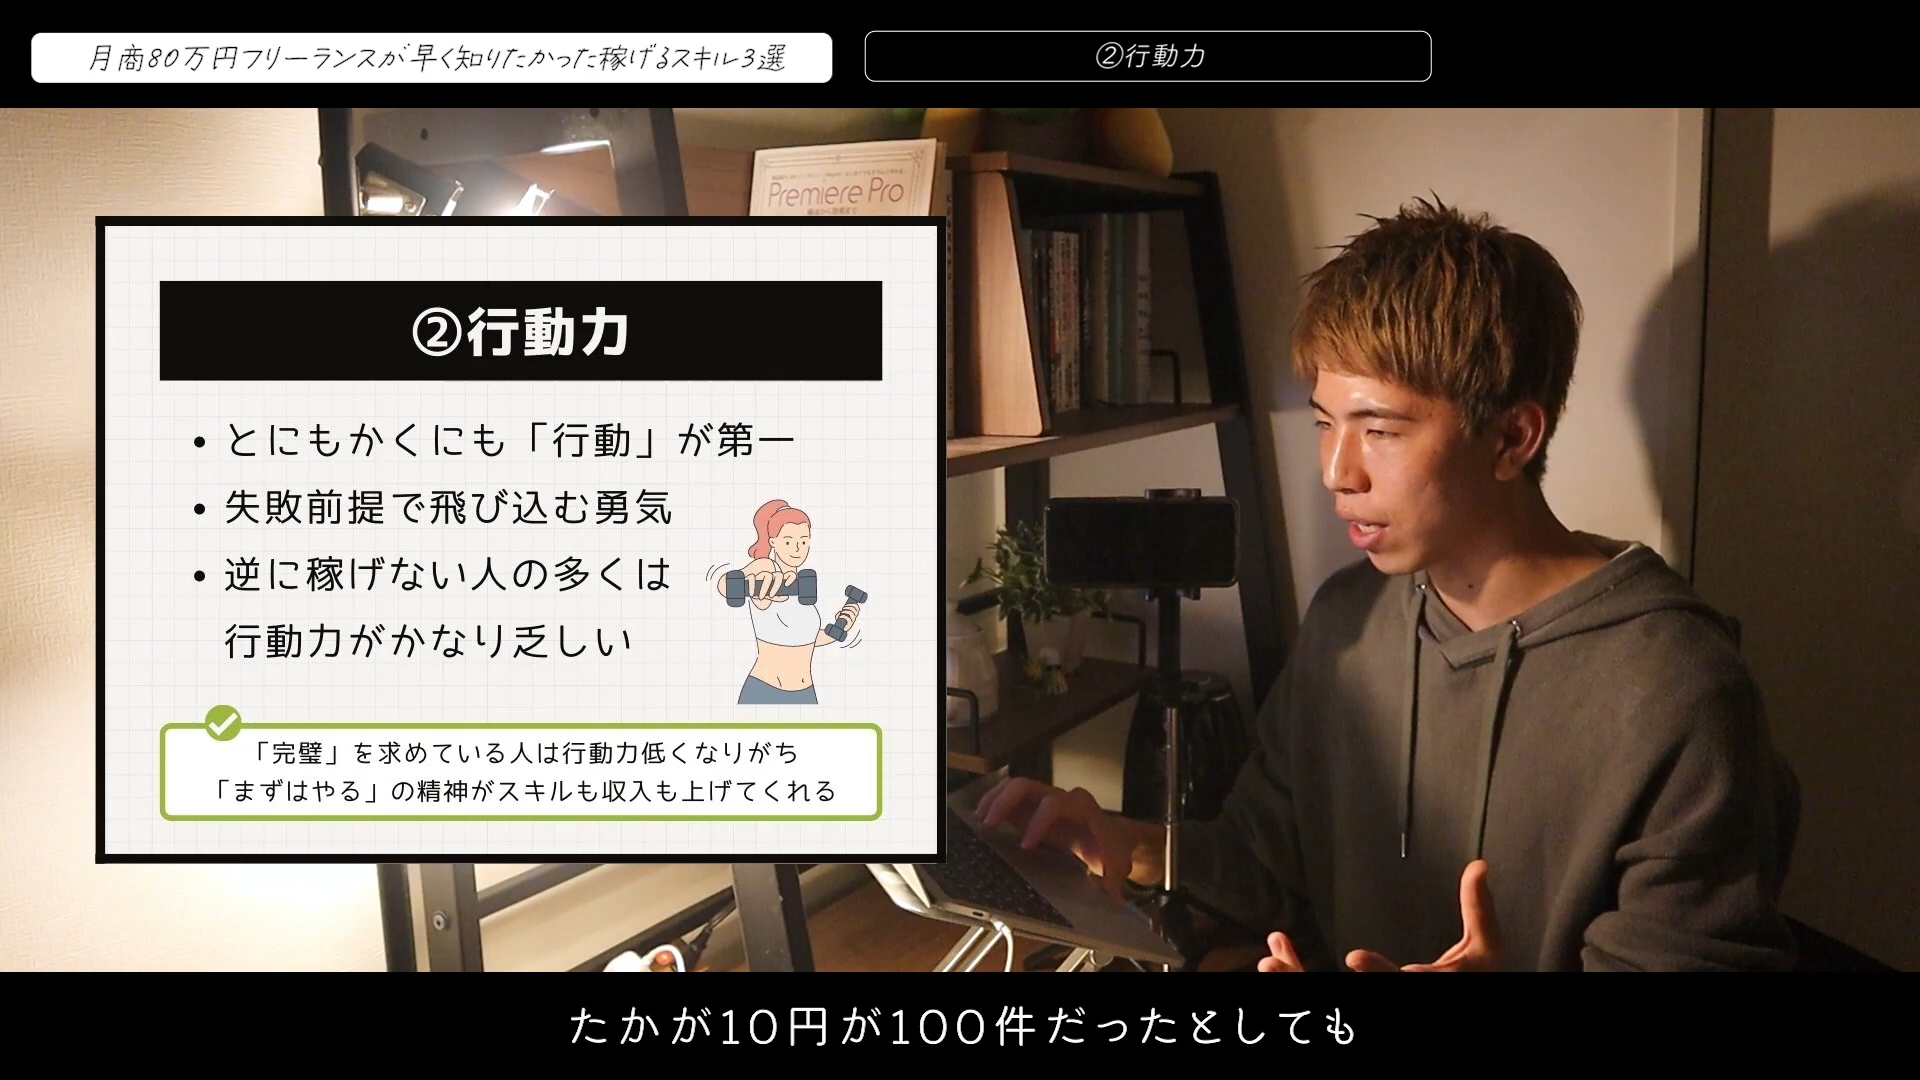 月商80万円フリーランスが早く知りたかった稼げるスキル3選
②行動力
Premiere Pro
②行動力
• とにもかくにも「行動」が第一
• 失敗前提で飛び込む勇気
• 逆に稼げない人の多くは
行動力がかなり乏しい
「完璧」を求めている人は行動力低くなりがち
「まずはやる」の精神がスキルも収入も上げてくれる
たかが10円が100件だったとしても